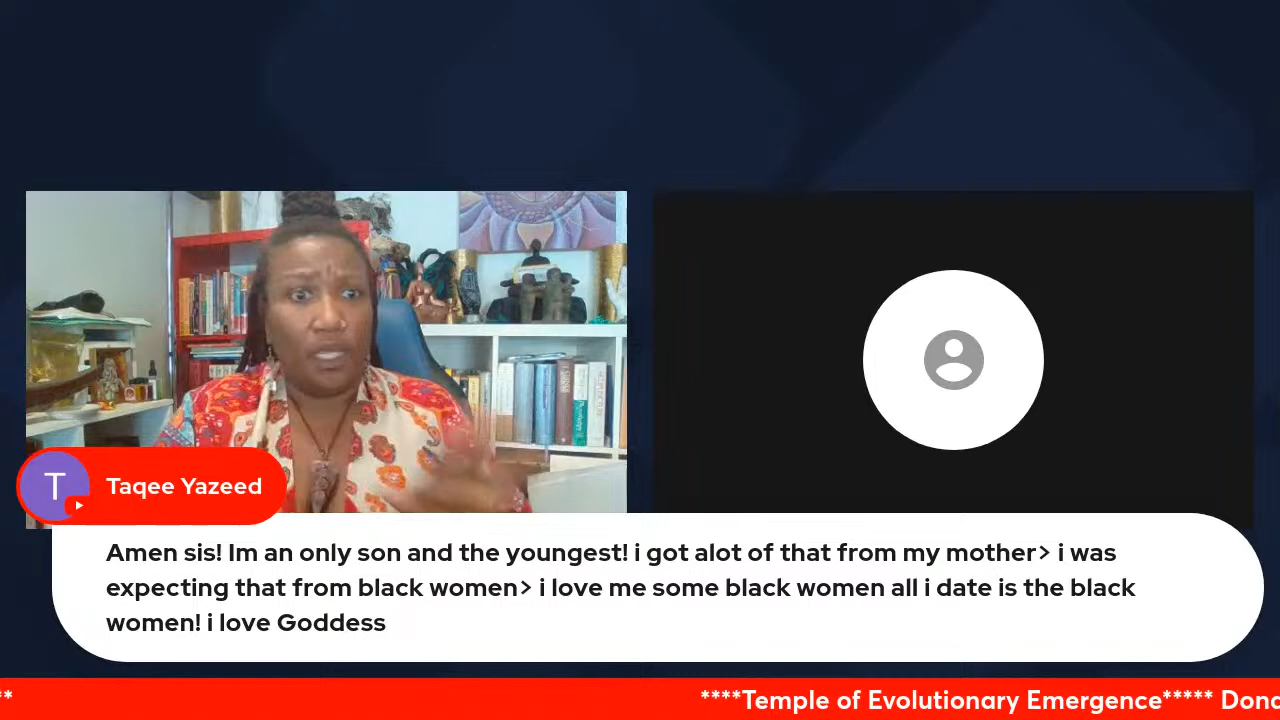 T
Taqee Yazeed
Amen sis! Im an only son and the youngest! i got alot of that from my mother> i was
expecting that from black women> i love me some black women all i date is the black
women! i love Goddess
** ****Temple of Evolutionary Emergence*****